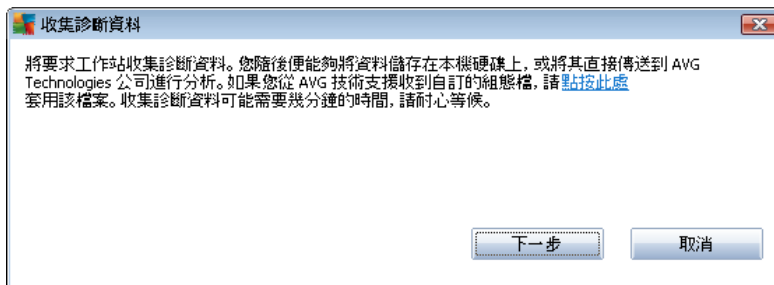 收集診斷資料
將要求工作站收集診斷資料。您隨後便能夠將資料儲存在本機硬碟上, 或將其直接傳送到 AVG
Technologies 公司進行分析。如果您從 AVG 技術支援收到自訂的組態檔, 請點按此處
套用該檔案。收集診斷資料可能需要幾分鐘的時間, 請耐心等候。
下一步
取消